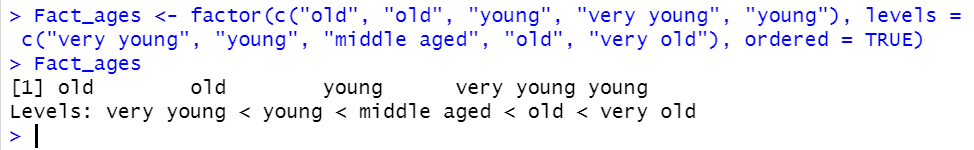 > Fact_ages <- factor(c("old", "old", "young", "very young", "young"), levels =
c("very young", "young", "middle aged", "old", "very old"), ordered = TRUE)
> Fact_ages
[1] old        old        young      very young young
Levels: very young < young < middle aged < old < very old
>